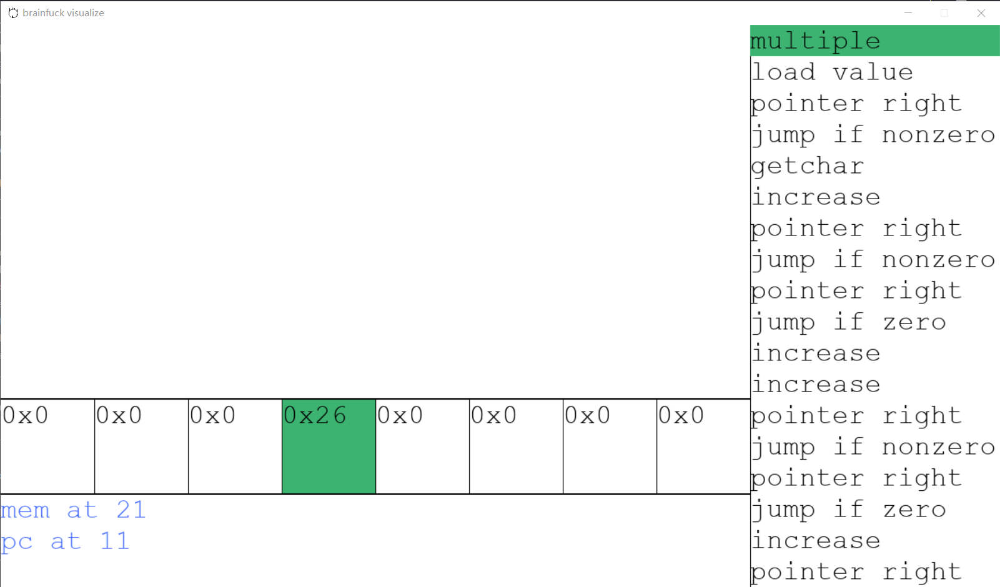 brainfuck visualize
multiple
load value
pointer right
jump if nonzero
getchar
increase
pointer right
jump if nonzero
pointer right
jump if zero
increase
increase
pointer right
jump if nonzero
pointer right
jump if zero
increase
pointer right
0x0 0x0 0x0 0x26 0x0 0x0 0x0 0x0
mem at 21
pc at 11